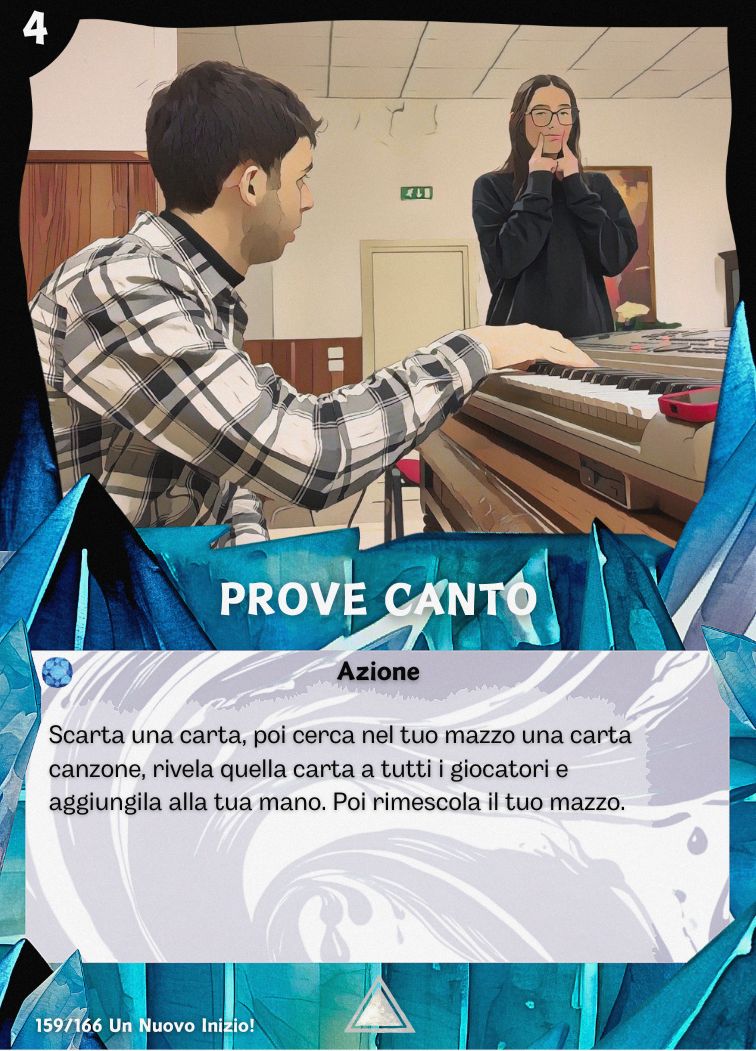 4
PROVE CANTO
Azione
Scarta una carta, poi cerca nel tuo mazzo una carta
canzone, rivela quella carta a tutti i giocatori e
aggiungila alla tua mano. Poi rimescola il tuo mazzo.
159/166 Un Nuovo Inizio!